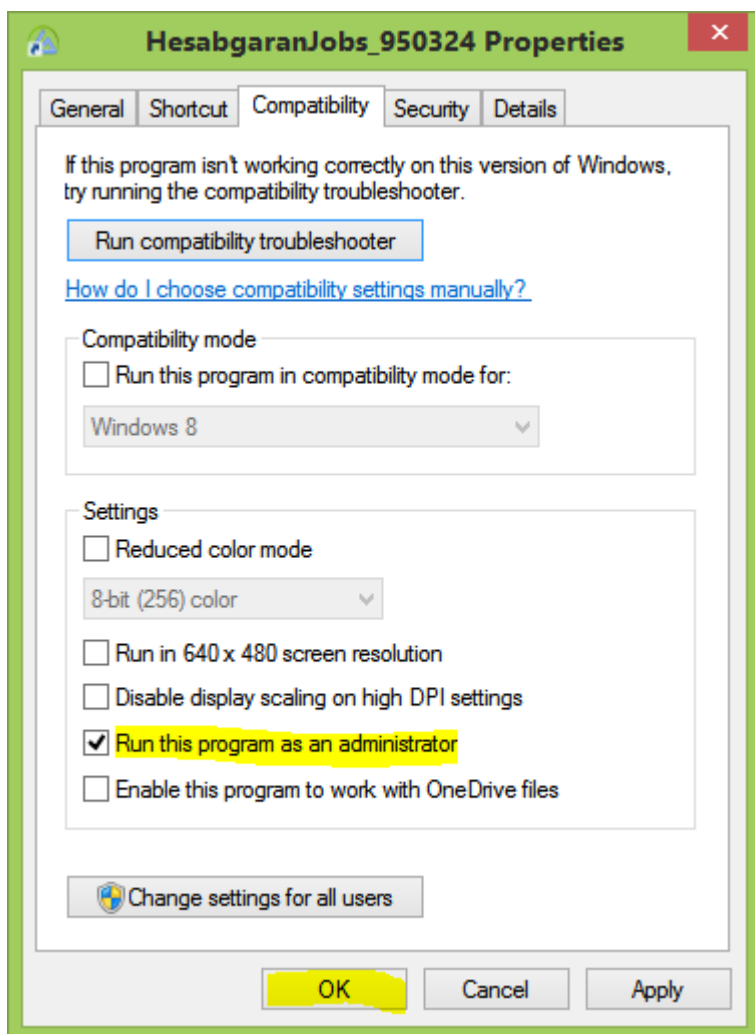 HesabgaranJobs_950324 Properties
General Shortcut Compatibility Security Details
If this program isn't working correctly on this version of Windows,
try running the compatibility troubleshooter.
Run compatibility troubleshooter
How do I choose compatibility settings manually?
Compatibility mode
Run this program in compatibility mode for:
Windows 8
Settings
Reduced color mode
8-bit (256) color
Run in 640 x 480 screen resolution
Disable display scaling on high DPI settings
Run this program as an administrator
Enable this program to work with OneDrive files
Change settings for all users
OK Cancel Apply